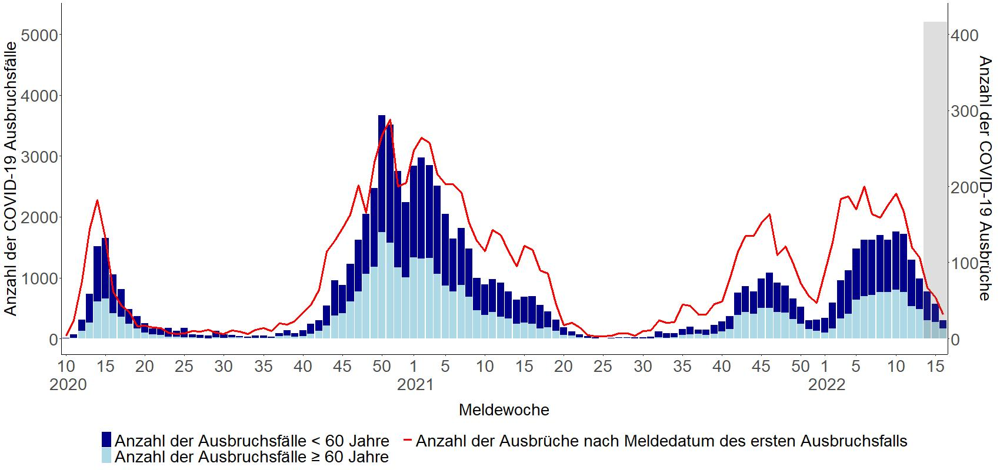 Anzahl der COVID-19 Ausbruchsfälle
5000
4000
3000
2000
1000
0
400
300
200
100
0
Anzahl der COVID-19 Ausbrüche
10 15 20 25 30 35 40 45 50 1 5 10 15 20 25 30 35 40 45 50 1 5 10 15
2020 2021 2022
Meldewoche
Anzahl der Ausbruchsfälle < 60 Jahre
Anzahl der Ausbrüche nach Meldedatum des ersten Ausbruchsfalls
Anzahl der Ausbruchsfälle ≥ 60 Jahre